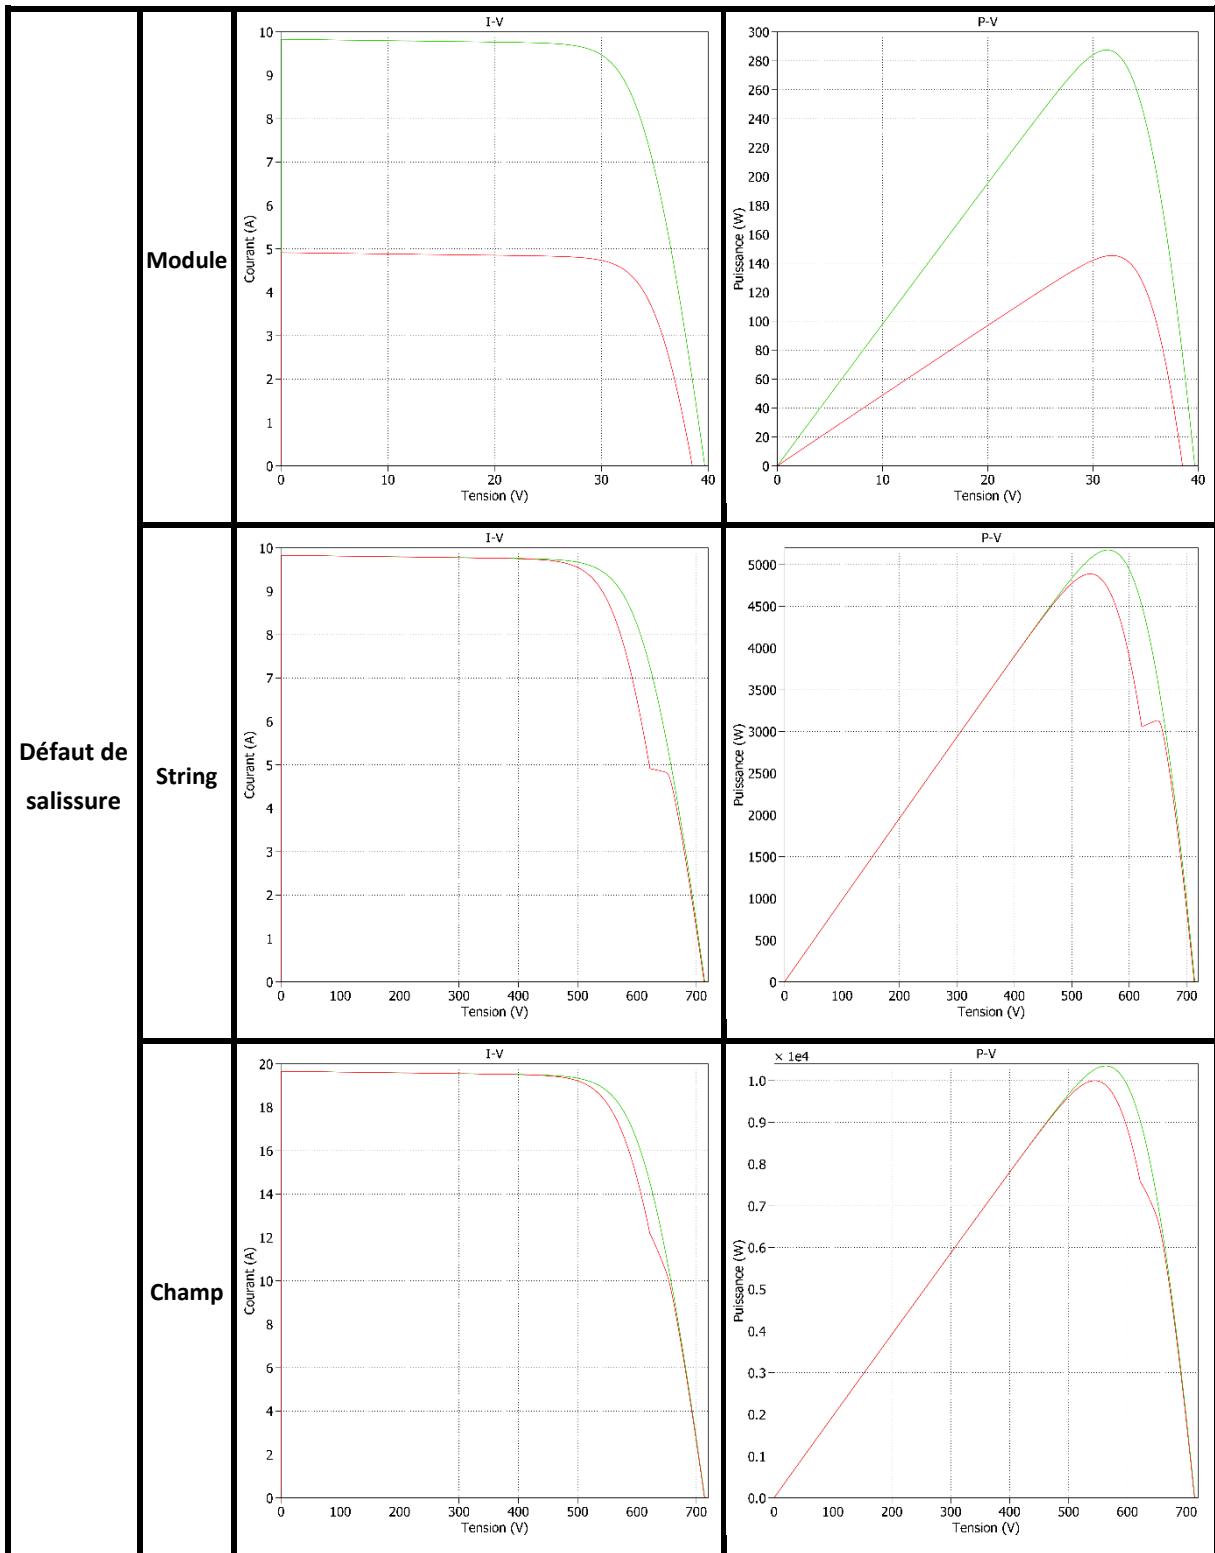 Défaut de
salissure
Module
I-V
Courant (A)
10
9
8
7
6
5
4
3
2
1
0
0 10 20 30 40
Tension (V)
P-V
Puissance (W)
300
280
260
240
220
200
180
160
140
120
100
80
60
40
20
0
0 10 20 30 40
Tension (V)
String
I-V
Courant (A)
10
9
8
7
6
5
4
3
2
1
0
0 100 200 300 400 500 600 700
Tension (V)
P-V
Puissance (W)
5000
4500
4000
3500
3000
2500
2000
1500
1000
500
0
0 100 200 300 400 500 600 700
Tension (V)
Champ
I-V
Courant (A)
20
18
16
14
12
10
8
6
4
2
0
0 100 200 300 400 500 600 700
Tension (V)
× 1e4
P-V
Puissance (W)
1.0
0.9
0.8
0.7
0.6
0.5
0.4
0.3
0.2
0.1
0.0
0 100 200 300 400 500 600 700
Tension (V)